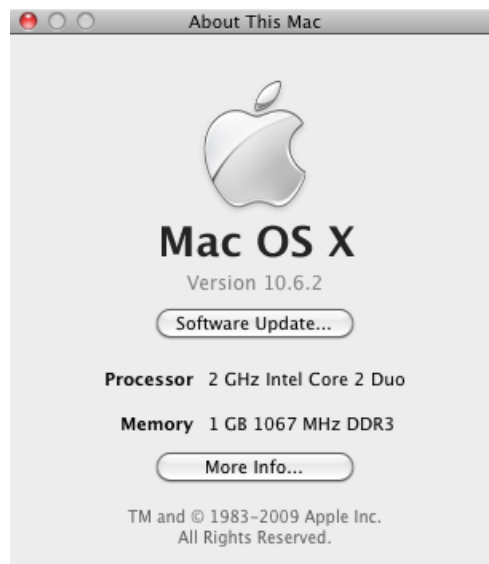 About This Mac
Mac OS X
Version 10.6.2
Software Update...
Processor 2 GHz Intel Core 2 Duo
Memory 1 GB 1067 MHz DDR3
More Info...
TM and © 1983–2009 Apple Inc.
All Rights Reserved.